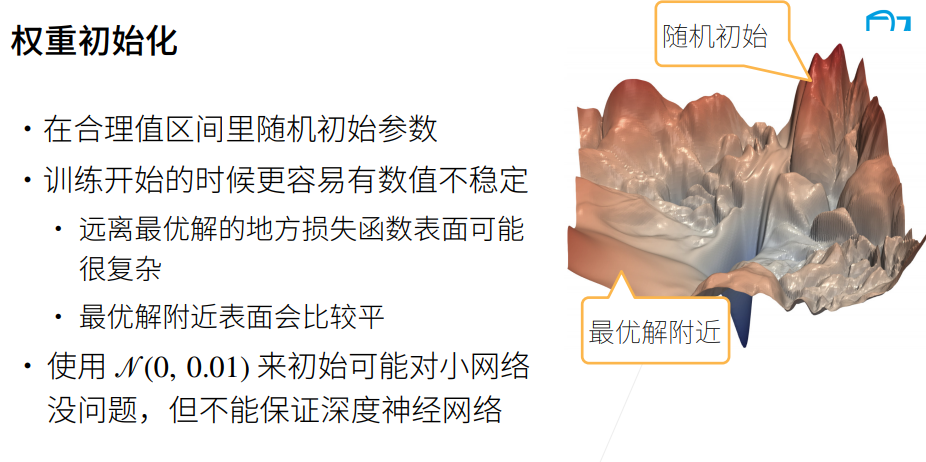 权重初始化
随机初始
• 在合理值区间里随机初始参数
• 训练开始的时候更容易有数值不稳定
• 远离最优解的地方损失函数表面可能
很复杂
• 最优解附近表面会比较平
最优解附近
• 使用 𝒩(0, 0.01) 来初始可能对小网络
没问题，但不能保证深度神经网络